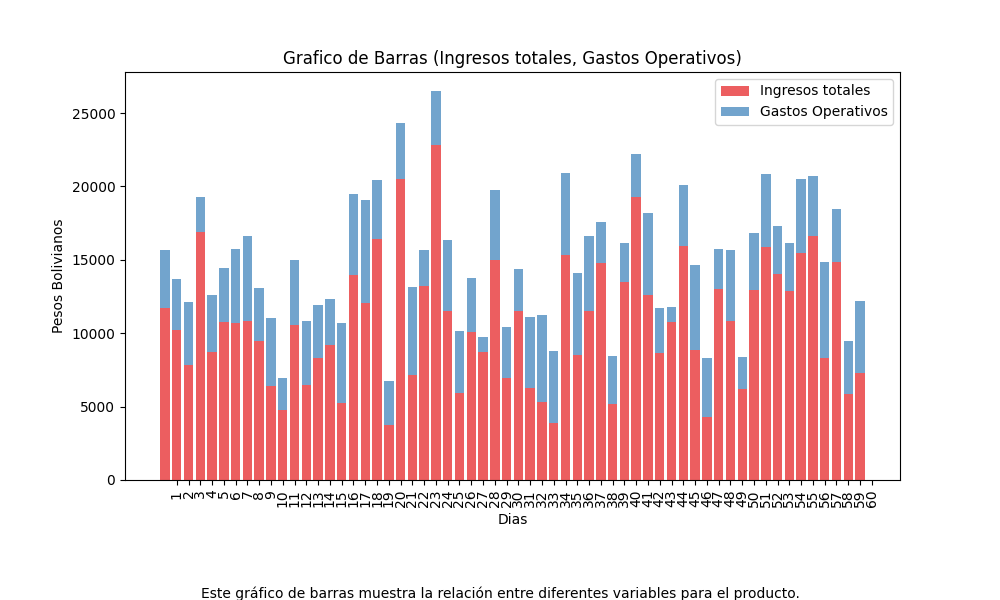 Grafico de Barras (Ingresos totales, Gastos Operativos)
Ingresos totales
Gastos Operativos
Pesos Bolivianos
25000
20000
15000
10000
5000
0
1 2 3 4 5 6 7 8 9 10 11 12 13 14 15 16 17 18 19 20 21 22 23 24 25 26 27 28 29 30 31 32 33 34 35 36 37 38 39 40 41 42 43 44 45 46 47 48 49 50 51 52 53 54 55 56 57 58 59 60
Dias
Este gráfico de barras muestra la relación entre diferentes variables para el producto.